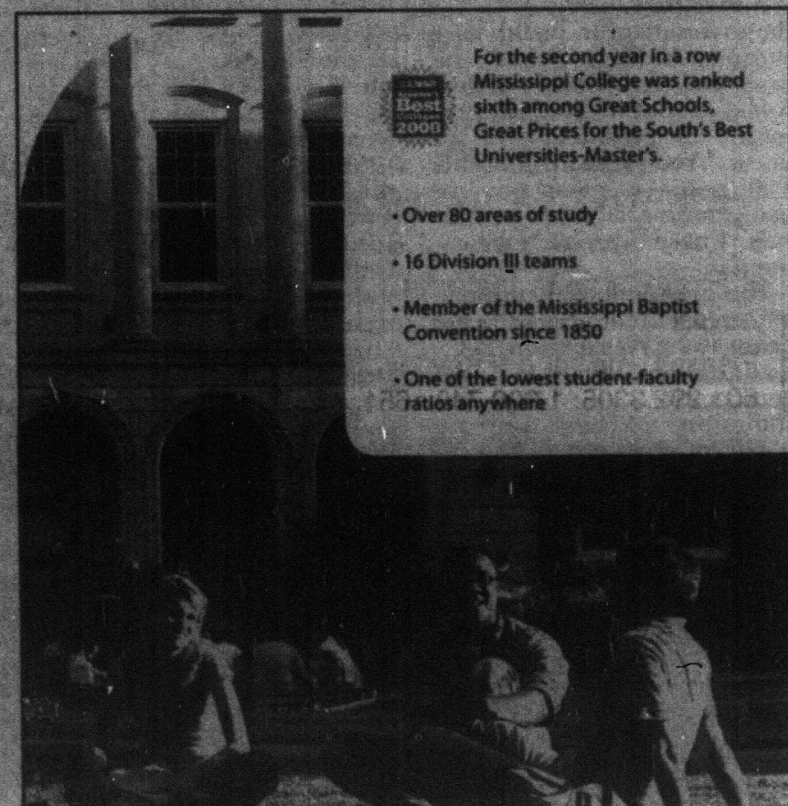 Best
2000
For the second year in a row
Mississippi College was ranked
sixth among Great Schools,
Great Prices for the South's Best
Universities-Master's.
• Over 80 areas of study
• 16 Division III teams
• Member of the Mississippi Baptist
Convention since 1850
• One of the lowest student-faculty
ratios anywhere